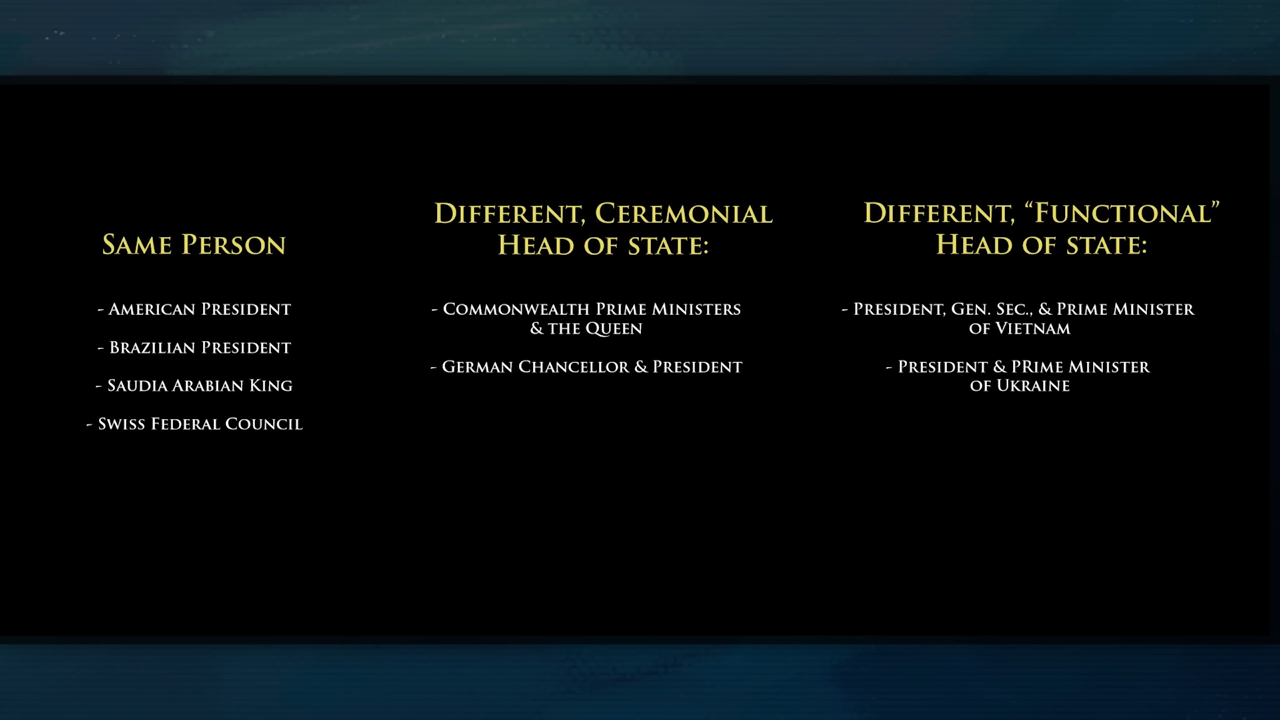 Same Person
- American President
- Brazilian President
- Saudia Arabian King
- Swiss Federal Council
Different, Ceremonial
Head of state:
- Commonwealth Prime Ministers
& the Queen
- German Chancellor & President
Different, “Functional”
Head of state:
- President, Gen. Sec., & Prime Minister
of Vietnam
- President & PRime Minister
of Ukraine